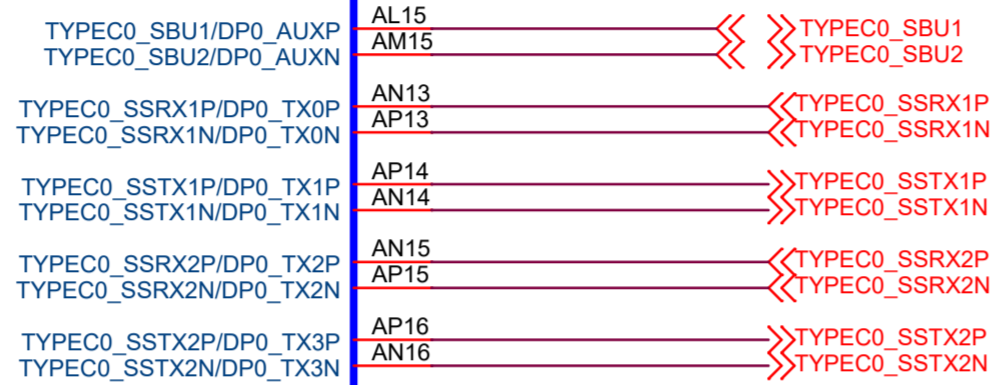 TYPEC0_SBU1/DP0_AUXP AL15 TYPEC0_SBU1
TYPEC0_SBU2/DP0_AUXN AM15 TYPEC0_SBU2
TYPEC0_SSRX1P/DP0_TX0P AN13 TYPEC0_SSRX1P
TYPEC0_SSRX1N/DP0_TX0N AP13 TYPEC0_SSRX1N
TYPEC0_SSTX1P/DP0_TX1P AP14 TYPEC0_SSTX1P
TYPEC0_SSTX1N/DP0_TX1N AN14 TYPEC0_SSTX1N
TYPEC0_SSRX2P/DP0_TX2P AN15 TYPEC0_SSRX2P
TYPEC0_SSRX2N/DP0_TX2N AP15 TYPEC0_SSRX2N
TYPEC0_SSTX2P/DP0_TX3P AP16 TYPEC0_SSTX2P
TYPEC0_SSTX2N/DP0_TX3N AN16 TYPEC0_SSTX2N